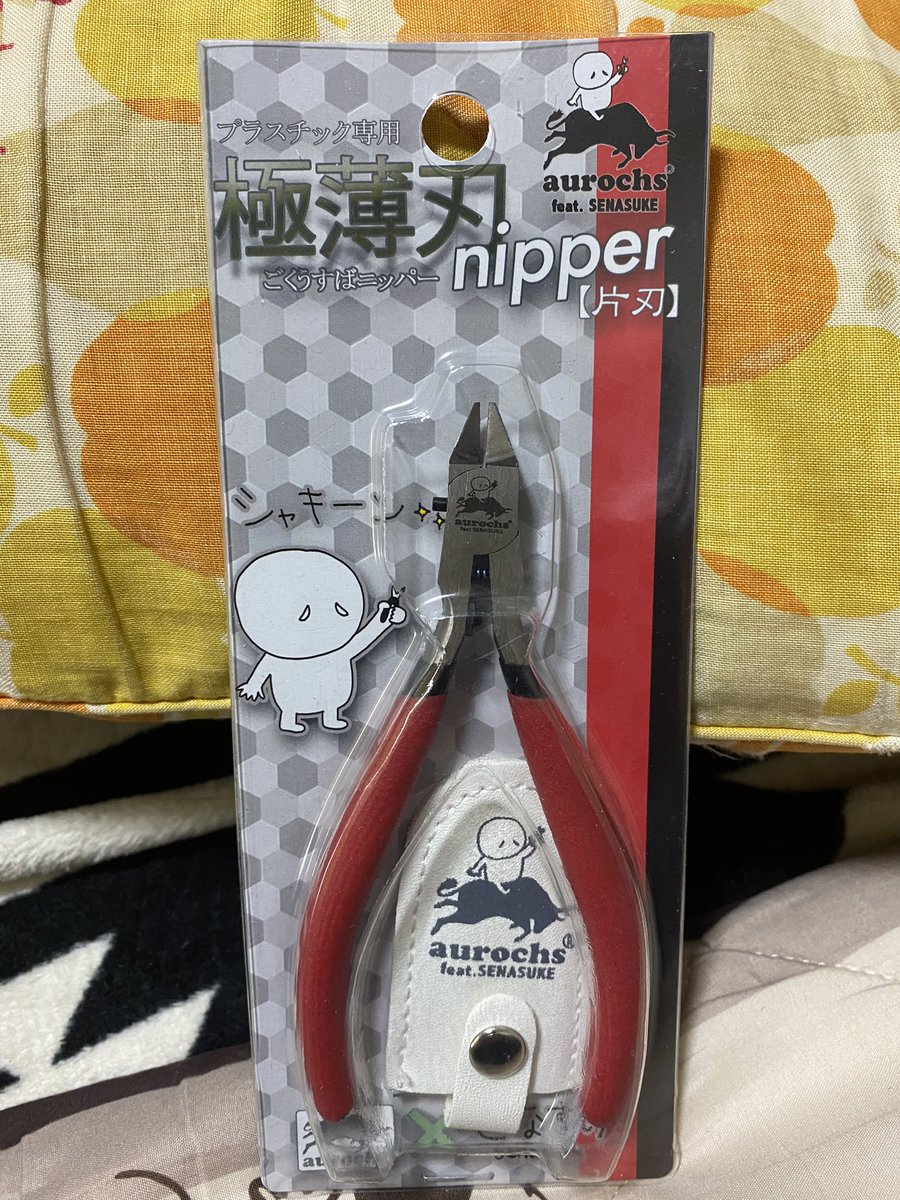 プラスチック専用
極薄刃
ごくうすばニッパー
nipper
【片刃】
aurochs®
feat. SENASUKE
シャキーン
aurochs®
feat. SENASUKE
aurochs®
feat. SENASUKE
auroch
x